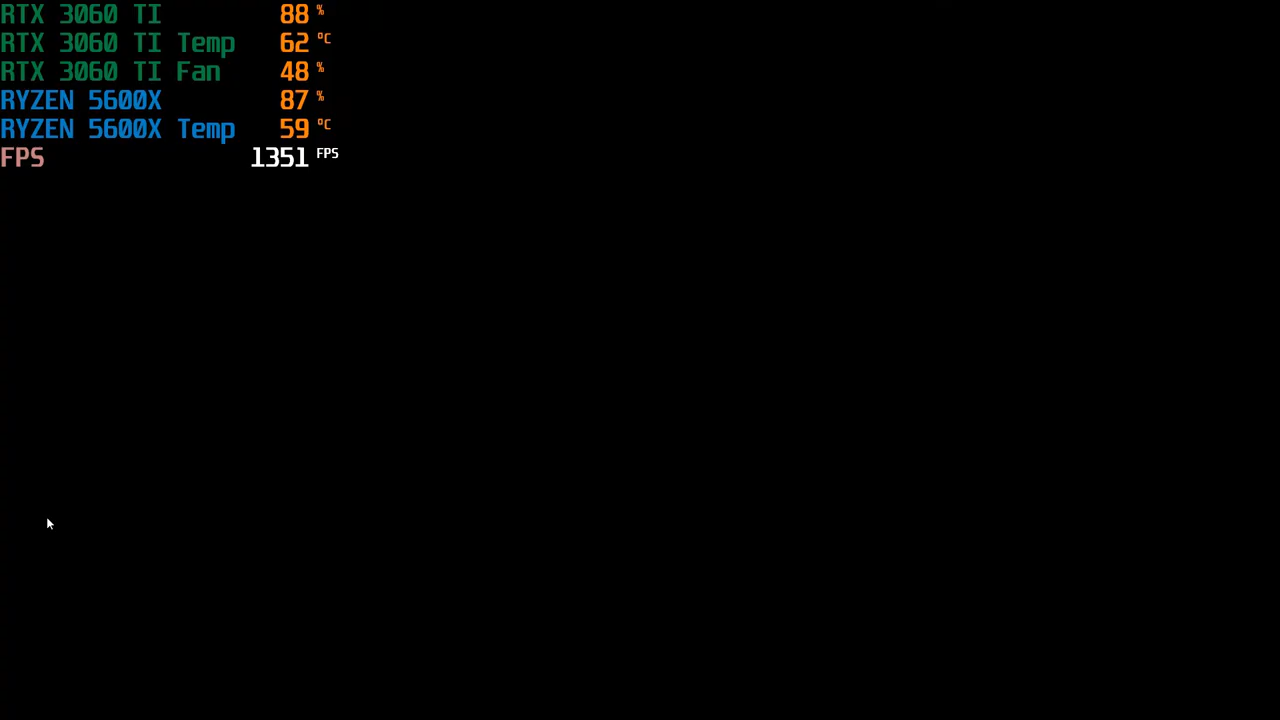 RTX 3060 TI 88 %
RTX 3060 TI Temp 62 °C
RTX 3060 TI Fan 48 %
RYZEN 5600X 87 %
RYZEN 5600X Temp 59 °C
FPS 1351 FPS